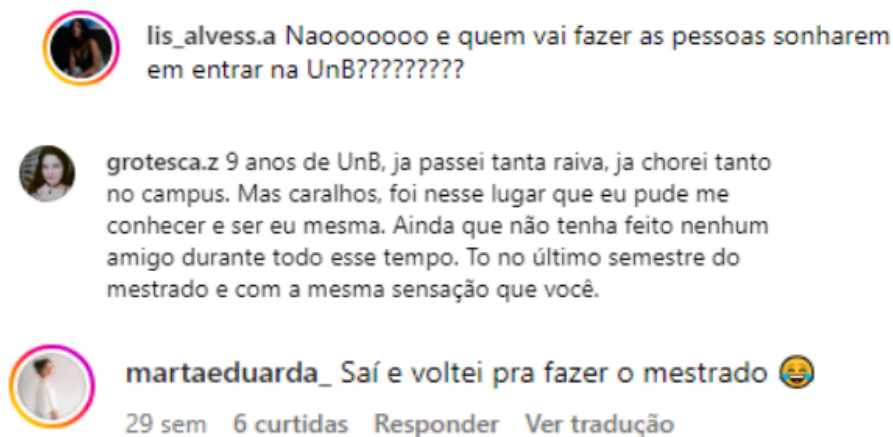 lis_alvess.a Naooooooo e quem vai fazer as pessoas sonharem
em entrar na UnB?????????
grotesca.z 9 anos de UnB, ja passei tanta raiva, ja chorei tanto
no campus. Mas caralhos, foi nesse lugar que eu pude me
conhecer e ser eu mesma. Ainda que não tenha feito nenhum
amigo durante todo esse tempo. To no último semestre do
mestrado e com a mesma sensação que você.
martaeduarda_ Saí e voltei pra fazer o mestrado 😂
29 sem 6 curtidas Responder Ver tradução